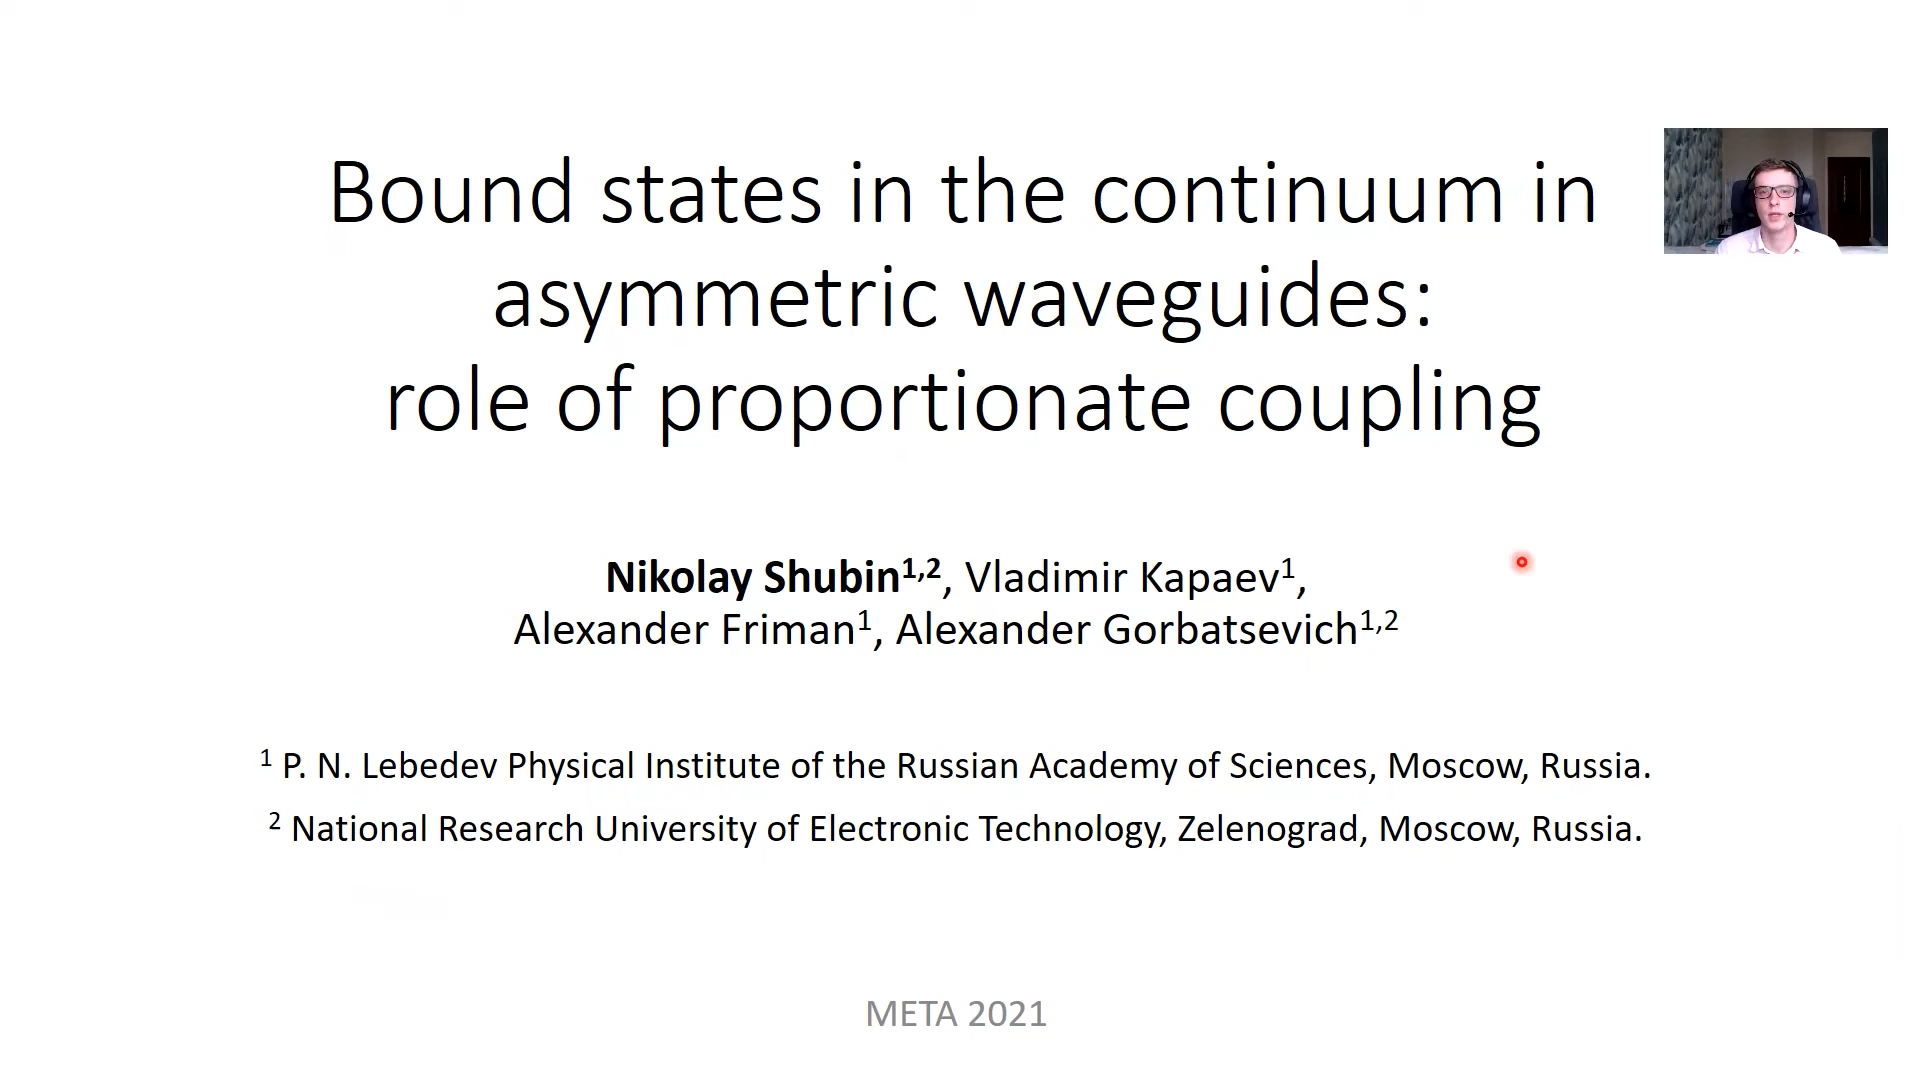 Bound states in the continuum in
asymmetric waveguides:
role of proportionate coupling
Nikolay Shubin¹,², Vladimir Kapaev¹,
Alexander Friman¹, Alexander Gorbatsevich¹,²
¹ P. N. Lebedev Physical Institute of the Russian Academy of Sciences, Moscow, Russia.
² National Research University of Electronic Technology, Zelenograd, Moscow, Russia.
META 2021